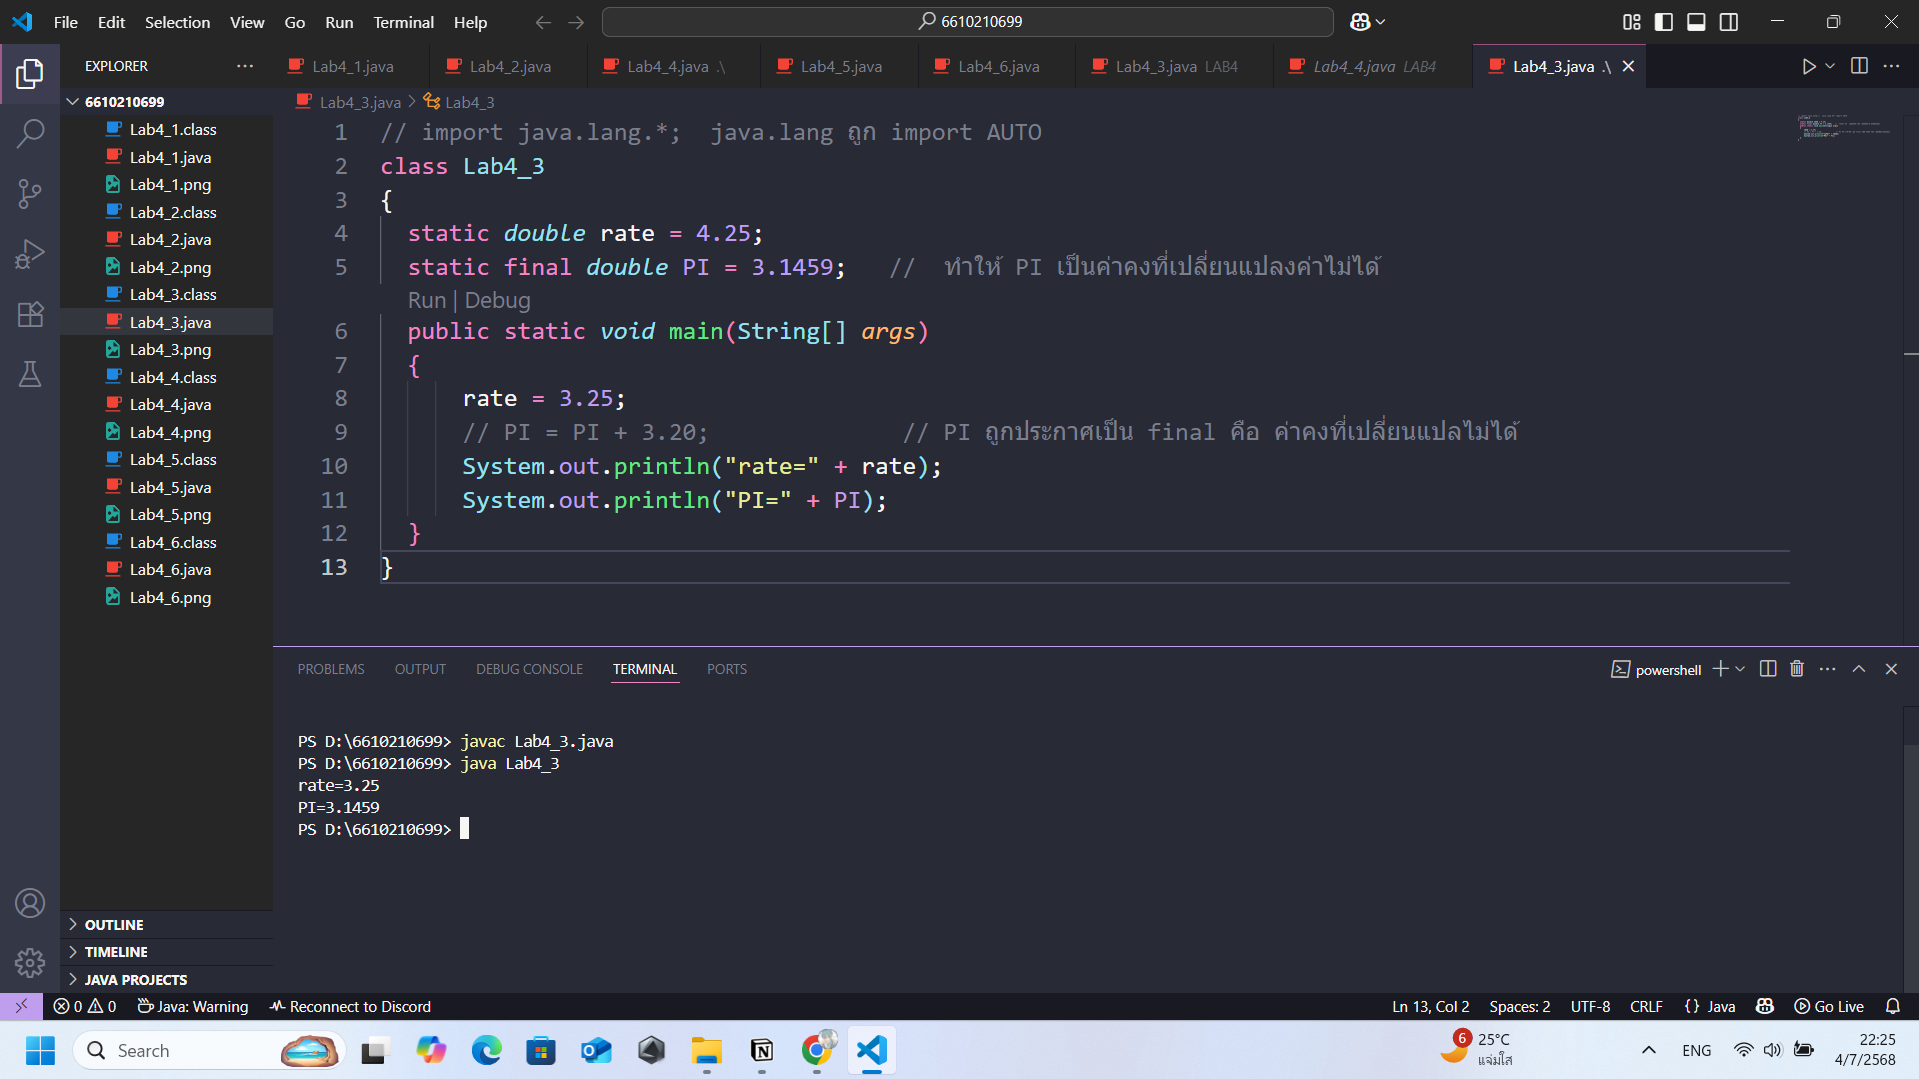 File Edit Selection View Go Run Terminal Help
6610210699
EXPLORER
Lab4_1.java Lab4_2.java Lab4_4.java .\ Lab4_5.java Lab4_6.java Lab4_3.java LAB4 Lab4_4.java LAB4 Lab4_3.java .\
6610210699
Lab4_1.class
Lab4_1.java
Lab4_1.png
Lab4_2.class
Lab4_2.java
Lab4_2.png
Lab4_3.class
Lab4_3.java
Lab4_3.png
Lab4_4.class
Lab4_4.java
Lab4_4.png
Lab4_5.class
Lab4_5.java
Lab4_5.png
Lab4_6.class
Lab4_6.java
Lab4_6.png
OUTLINE
TIMELINE
JAVA PROJECTS
Lab4_3.java > Lab4_3
1 // import java.lang.*;  java.lang ถูก import AUTO
2 class Lab4_3
3 {
4 static double rate = 4.25;
5 static final double PI = 3.1459; // ทำให้ PI เป็นค่าคงที่เปลี่ยนแปลงค่าไม่ได้
Run | Debug
6 public static void main(String[] args)
7 {
8 rate = 3.25;
9 // PI = PI + 3.20; // PI ถูกประกาศเป็น final คือ ค่าคงที่เปลี่ยนแปลไม่ได้
10 System.out.println("rate=" + rate);
11 System.out.println("PI=" + PI);
12 }
13 }
PROBLEMS OUTPUT DEBUG CONSOLE TERMINAL PORTS
powershell
PS D:\6610210699> javac Lab4_3.java
PS D:\6610210699> java Lab4_3
rate=3.25
PI=3.1459
PS D:\6610210699>
0 0 Java: Warning Reconnect to Discord
Ln 13, Col 2 Spaces: 2 UTF-8 CRLF {} Java Go Live
Search
6
25°C
แจ่มใส
ENG
22:25
4/7/2568